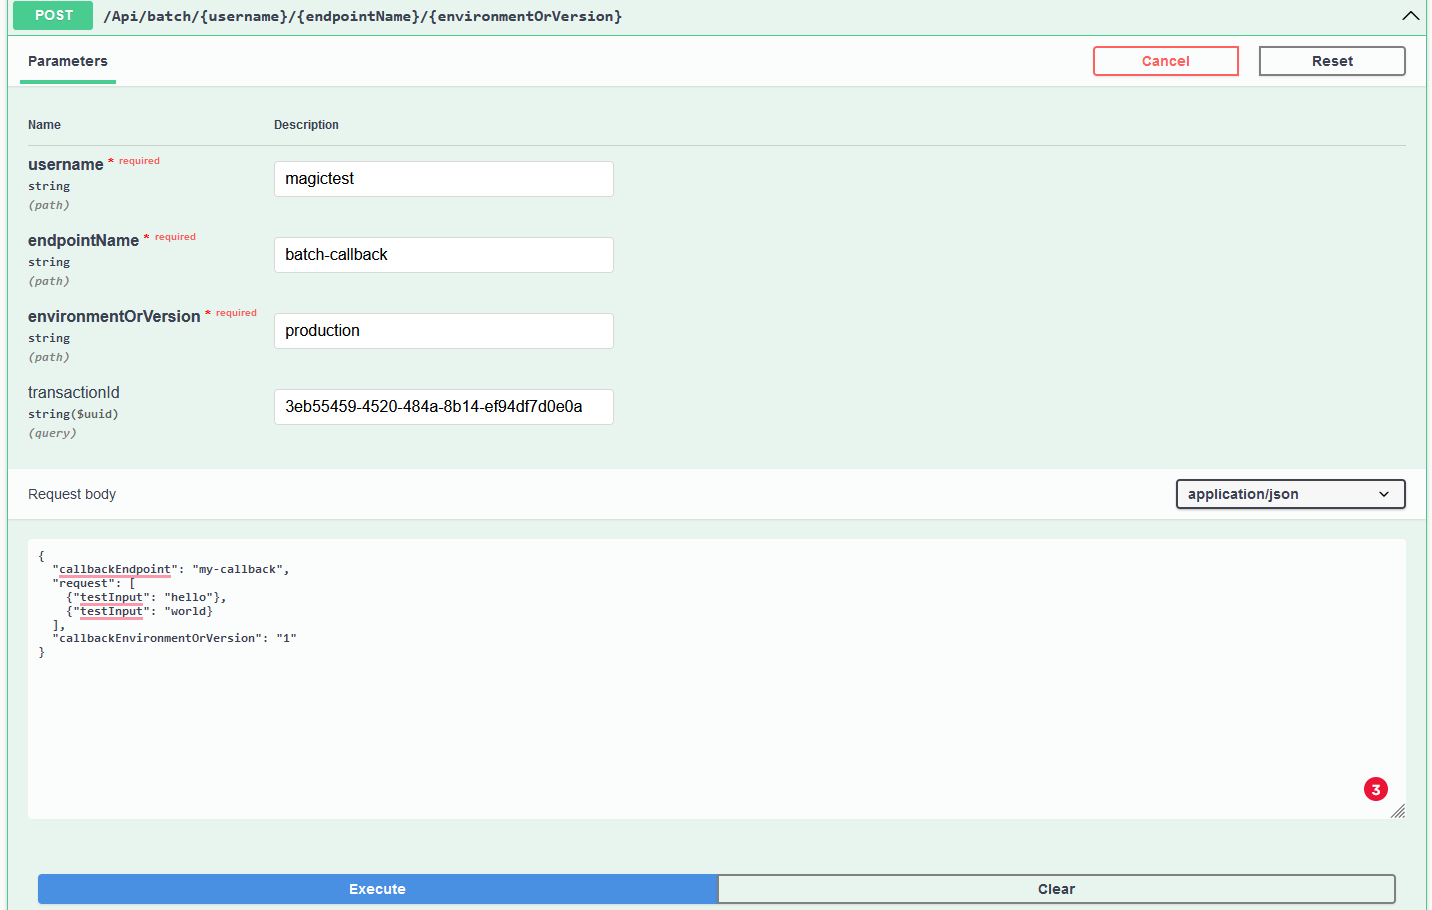 POST /Api/batch/{username}/{endpointName}/{environmentOrVersion}
Parameters
Cancel
Reset
Name Description
username * required
string
(path)
magictest
endpointName * required
string
(path)
batch-callback
environmentOrVersion * required
string
(path)
production
transactionId
string($uuid)
(query)
3eb55459-4520-484a-8b14-ef94df7d0e0a
Request body
application/json
{
  "callbackEndpoint": "my-callback",
  "request": [
    {"testInput": "hello"},
    {"testInput": "world}
  ],
  "callbackEnvironmentOrVersion": "1"
}
3
Execute
Clear